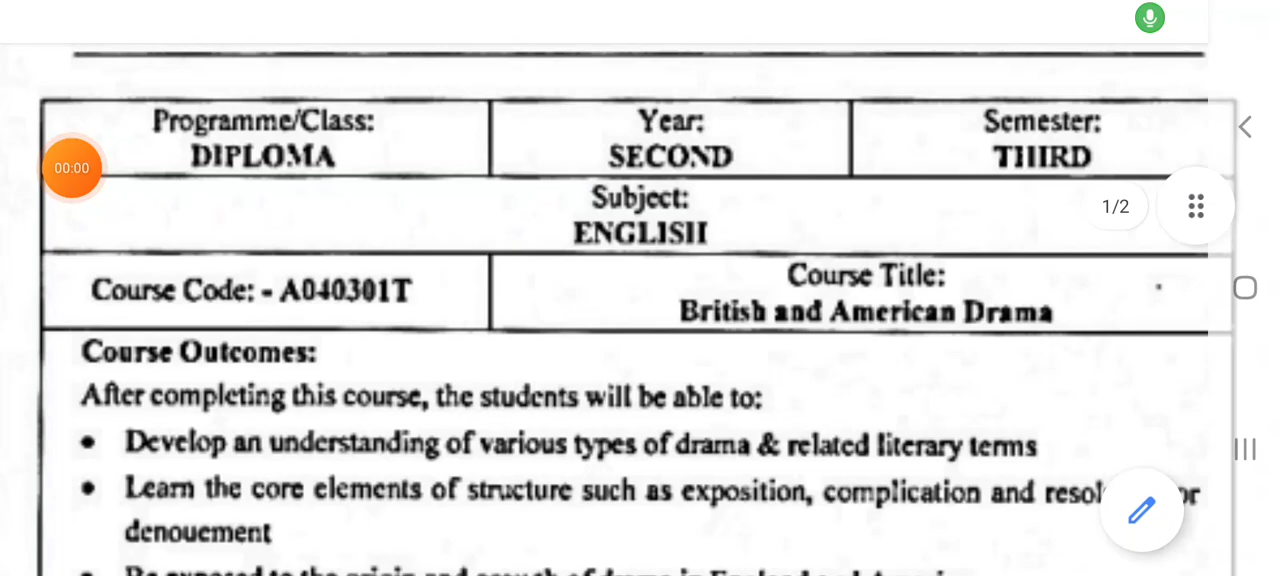 Programme/Class:
DIPLOMA
Year:
SECOND
Semester:
THIRD
00:00
Subject:
ENGLISH
1/2
Course Code: - A040301T
Course Title:
British and American Drama
Course Outcomes:
After completing this course, the students will be able to:
• Develop an understanding of various types of drama & related literary terms
• Learn the core elements of structure such as exposition, complication and resol or
denouement